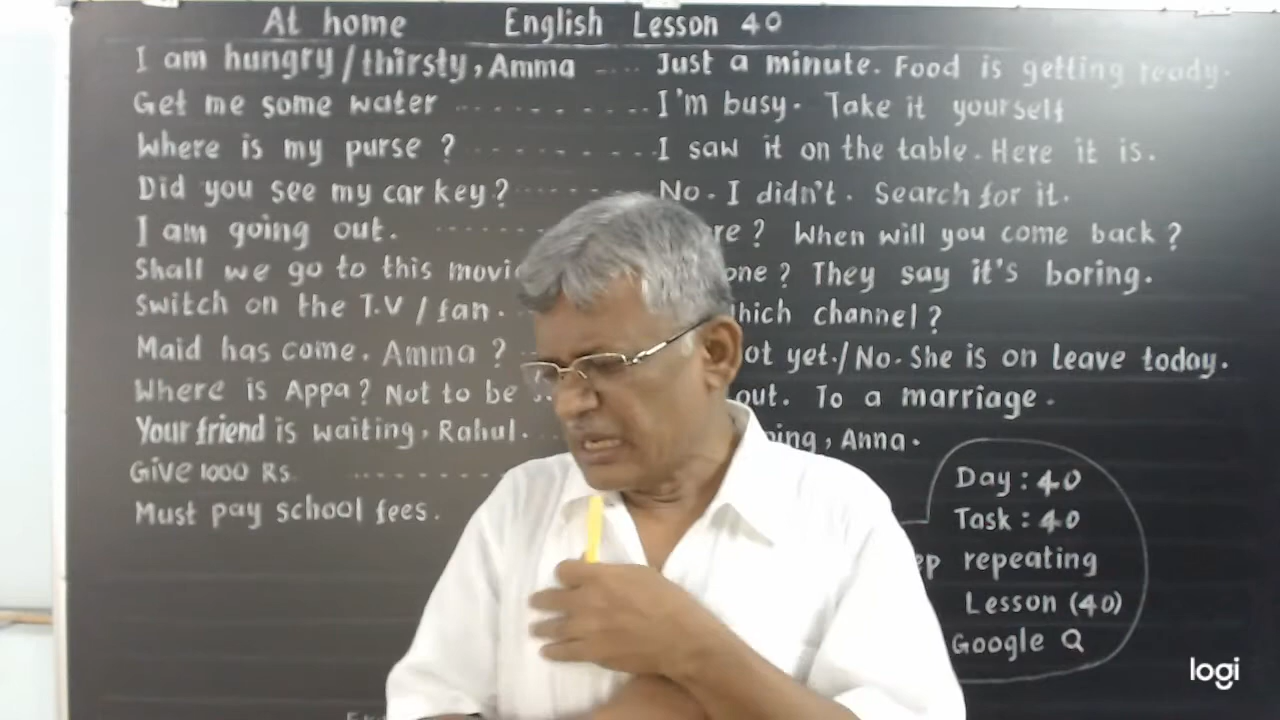 At home English Lesson 40
I am hungry / thirsty, Amma .... Just a minute. Food is getting ready.
Get me some water .......... I'm busy. Take it yourself
Where is my purse ? .......... I saw it on the table. Here it is.
Did you see my car key ? ...... No. I didn't. Search for it.
I am going out. ...... re ? When will you come back ?
Shall we go to this movi one ? They say it's boring.
Switch on the T.V / fan. hich channel ?
Maid has come. Amma ? .. ot yet. / No. She is on Leave today.
Where is Appa ? Not to be .. out. To a marriage.
Your friend is waiting, Rahul. .. ing, Anna.
Give 1000 Rs. ........
Must pay school fees.
Day : 40
Task : 40
ep repeating
Lesson (40)
Google Q
logi